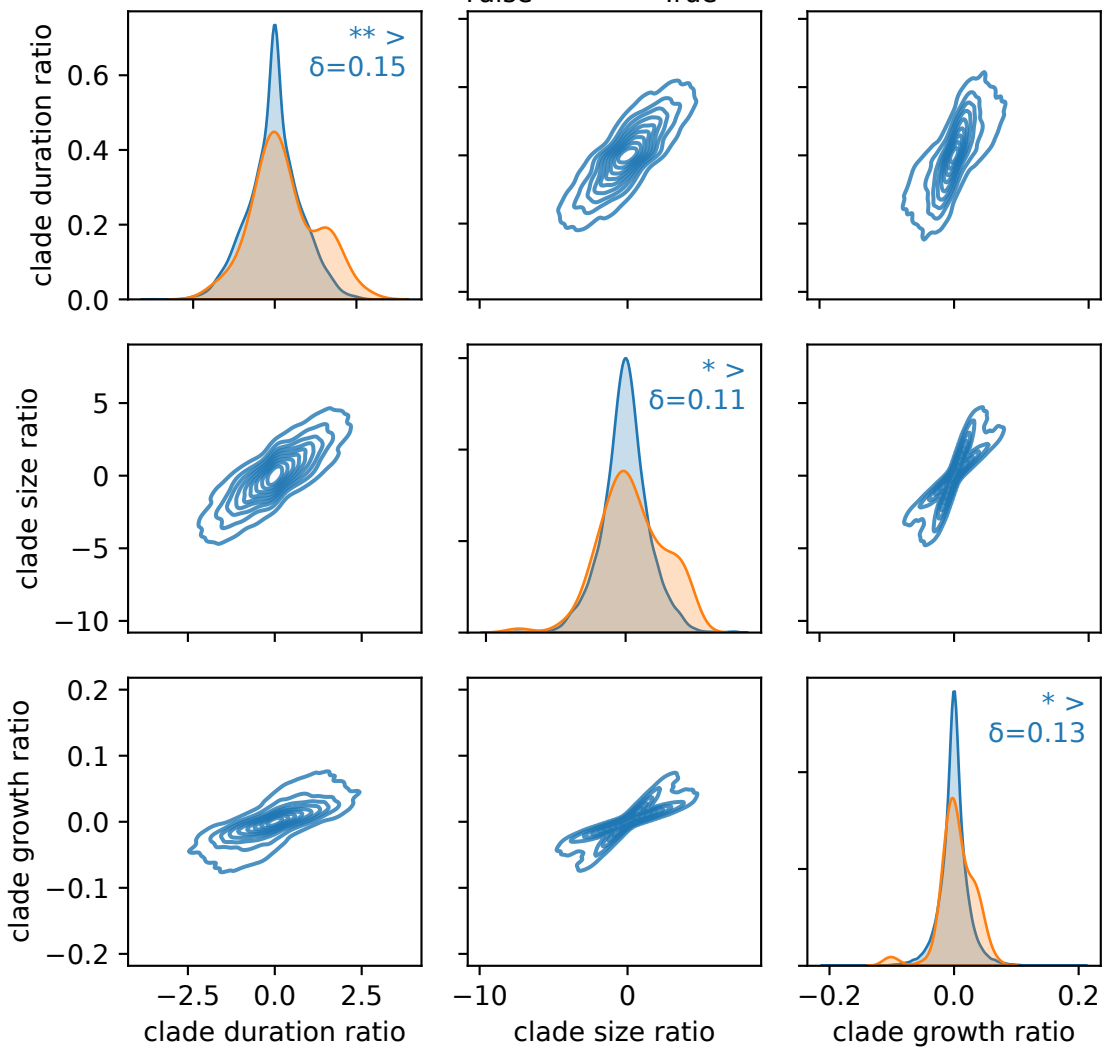 False True
clade duration ratio
0.6
0.4
0.2
0.0
** >
δ=0.15
clade size ratio
5
0
−5
−10
* >
δ=0.11
clade growth ratio
0.2
0.1
0.0
−0.1
−0.2
* >
δ=0.13
−2.5 0.0 2.5
−10 0
−0.2 0.0 0.2
clade duration ratio
clade size ratio
clade growth ratio